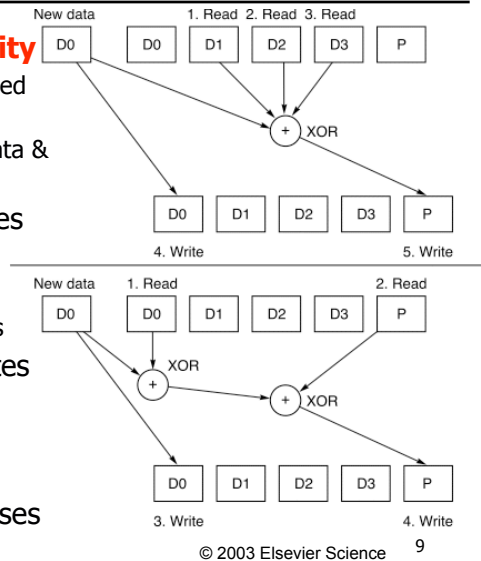 New data 1. Read 2. Read 3. Read
ity D0 D0 D1 D2 D3 P
ed
+ XOR
ata &
D0 D1 D2 D3 P
es
4. Write 5. Write
New data 1. Read 2. Read
D0 D0 D1 D2 D3 P
s
XOR
tes
+ + XOR
D0 D1 D2 D3 P
ses
3. Write 4. Write
© 2003 Elsevier Science 9